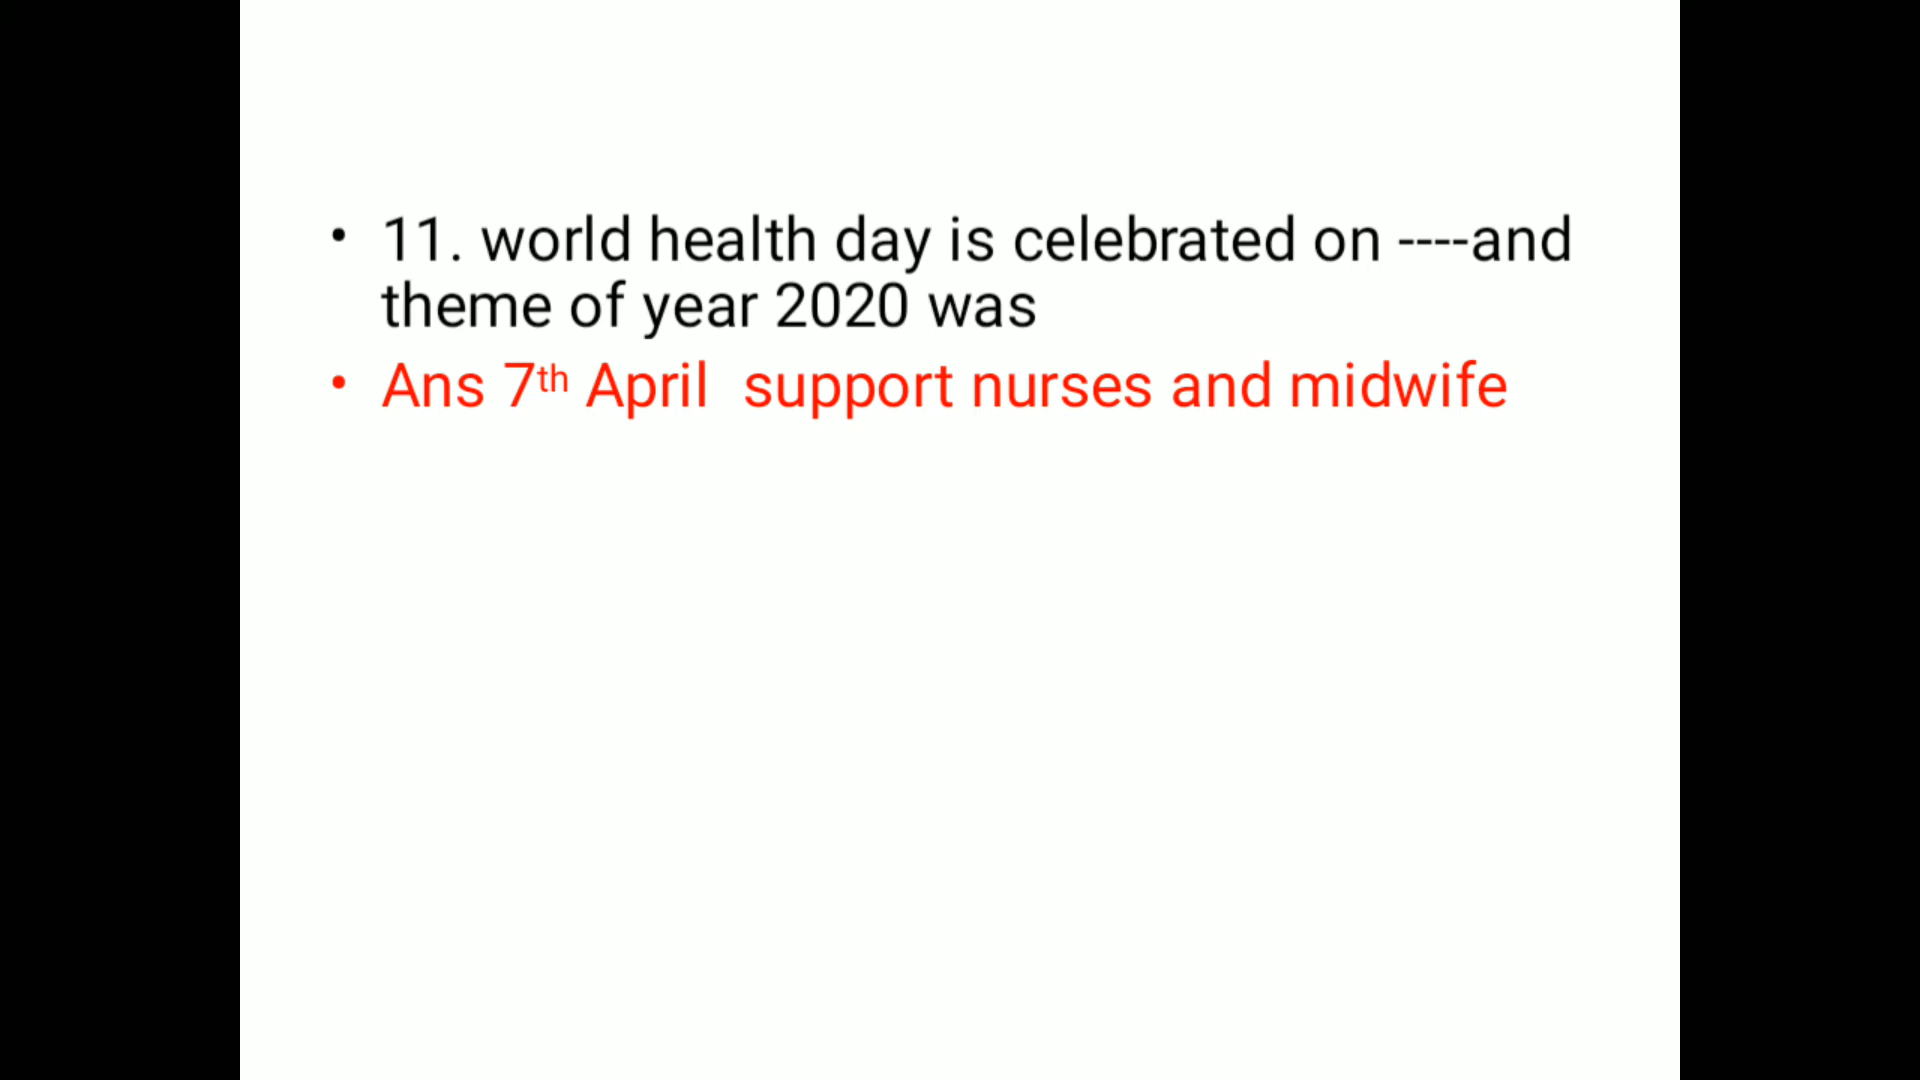 • 11. world health day is celebrated on ----and
theme of year 2020 was
• Ans 7th April  support nurses and midwife